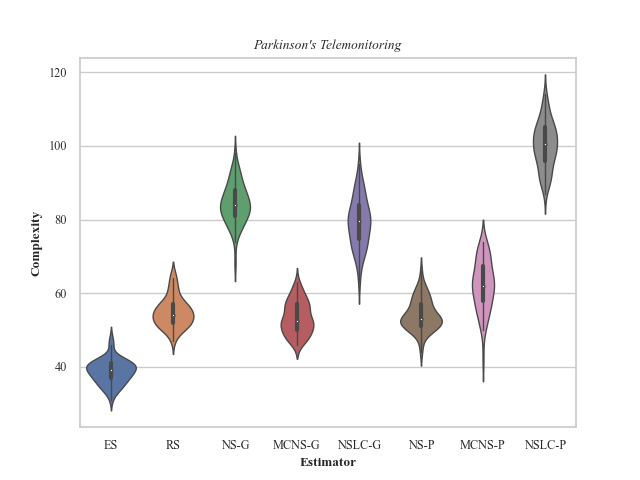 Parkinson's Telemonitoring
120
100
80
60
40
Complexity
ES RS NS-G MCNS-G NSLC-G NS-P MCNS-P NSLC-P
Estimator